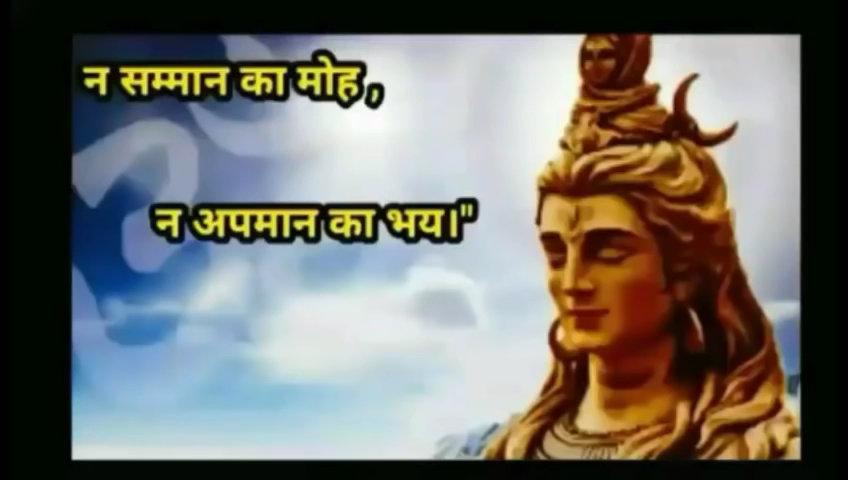 न सम्मान का मोह ,
न अपमान का भय।"